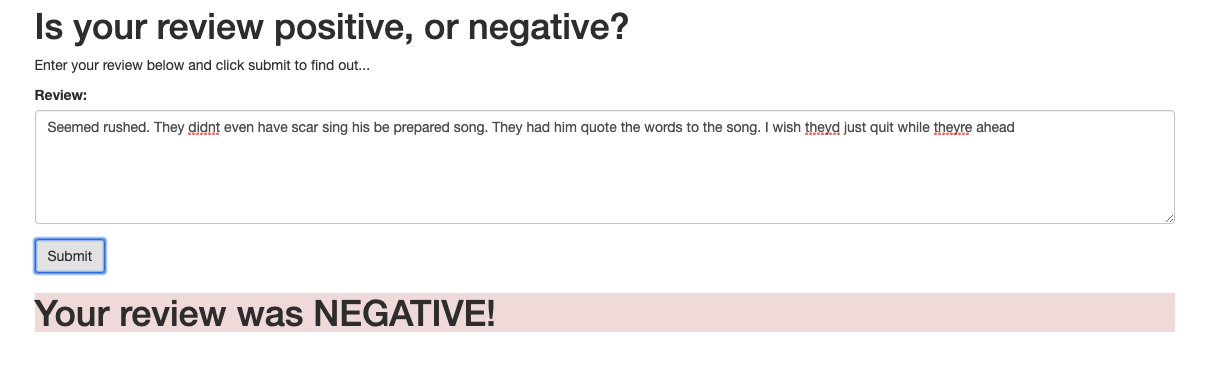 Is your review positive, or negative?
Enter your review below and click submit to find out...
Review:
Seemed rushed. They didnt even have scar sing his be prepared song. They had him quote the words to the song. I wish theyd just quit while theyre ahead
Submit
Your review was NEGATIVE!